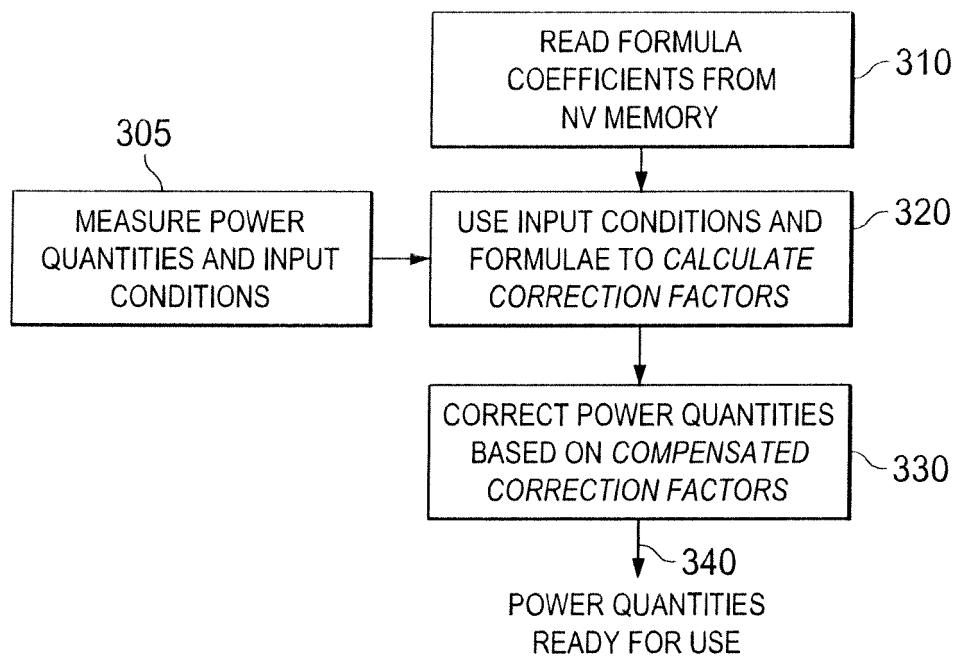 READ FORMULA
COEFFICIENTS FROM
NV MEMORY
310
305
MEASURE POWER
QUANTITIES AND INPUT
CONDITIONS
USE INPUT CONDITIONS AND
FORMULAE TO CALCULATE
CORRECTION FACTORS
320
CORRECT POWER QUANTITIES
BASED ON COMPENSATED
CORRECTION FACTORS
330
340
POWER QUANTITIES
READY FOR USE